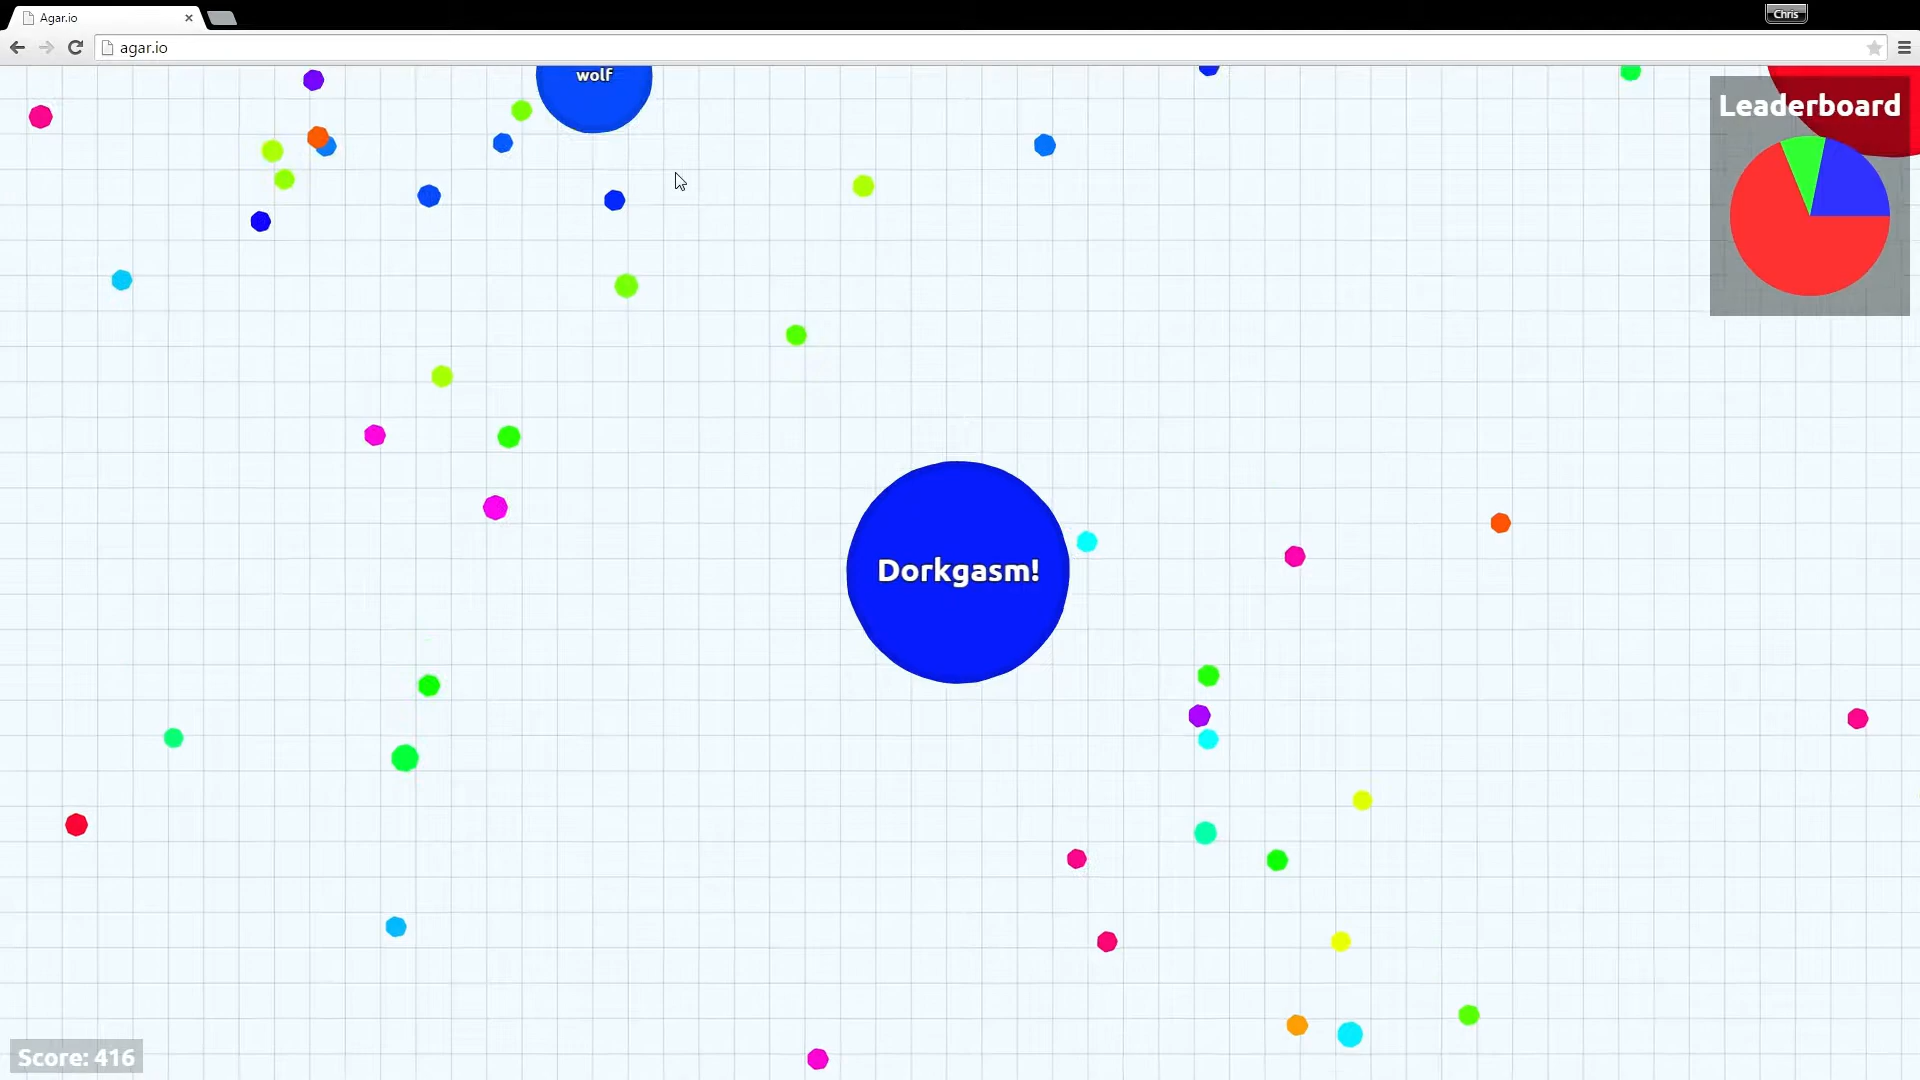 Agar.io
Chris
agar.io
wolf
Leaderboard
Dorkgasm!
Score: 416